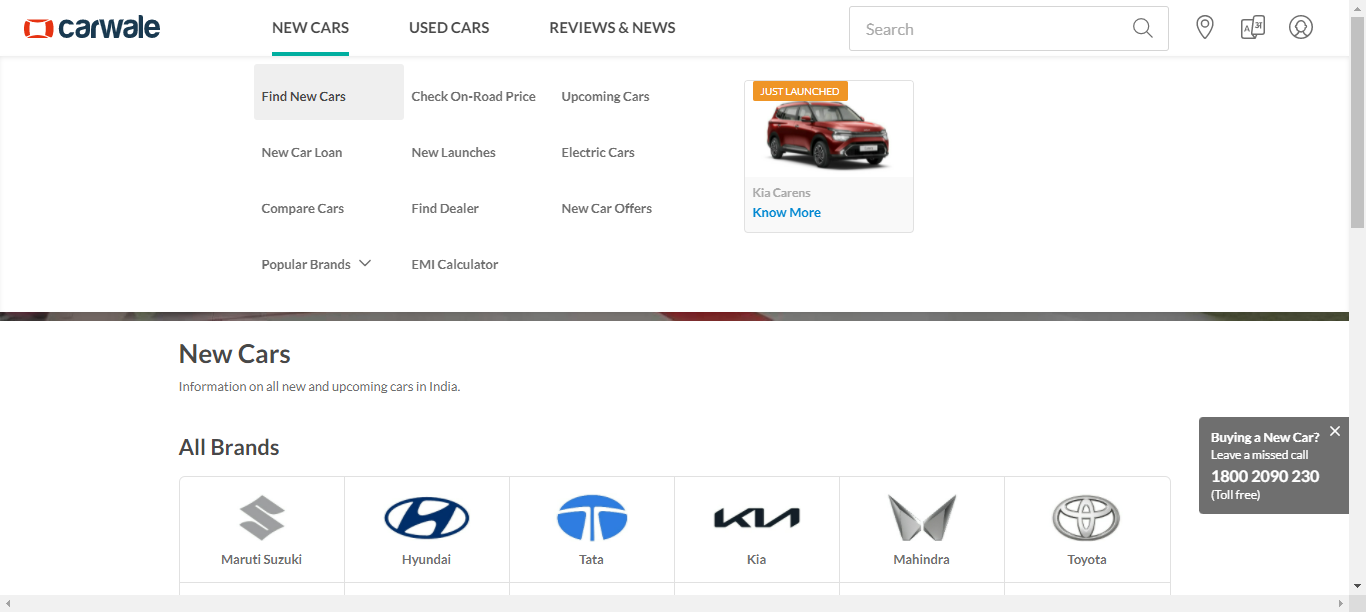 carwale
NEW CARS
USED CARS
REVIEWS & NEWS
Search
Find New Cars
Check On-Road Price
Upcoming Cars
New Car Loan
New Launches
Electric Cars
Compare Cars
Find Dealer
New Car Offers
Popular Brands
EMI Calculator
JUST LAUNCHED
Kia Carens
Know More
New Cars
Information on all new and upcoming cars in India.
All Brands
Maruti Suzuki
Hyundai
Tata
KIA
Kia
Mahindra
Toyota
Buying a New Car?
Leave a missed call
1800 2090 230
(Toll free)